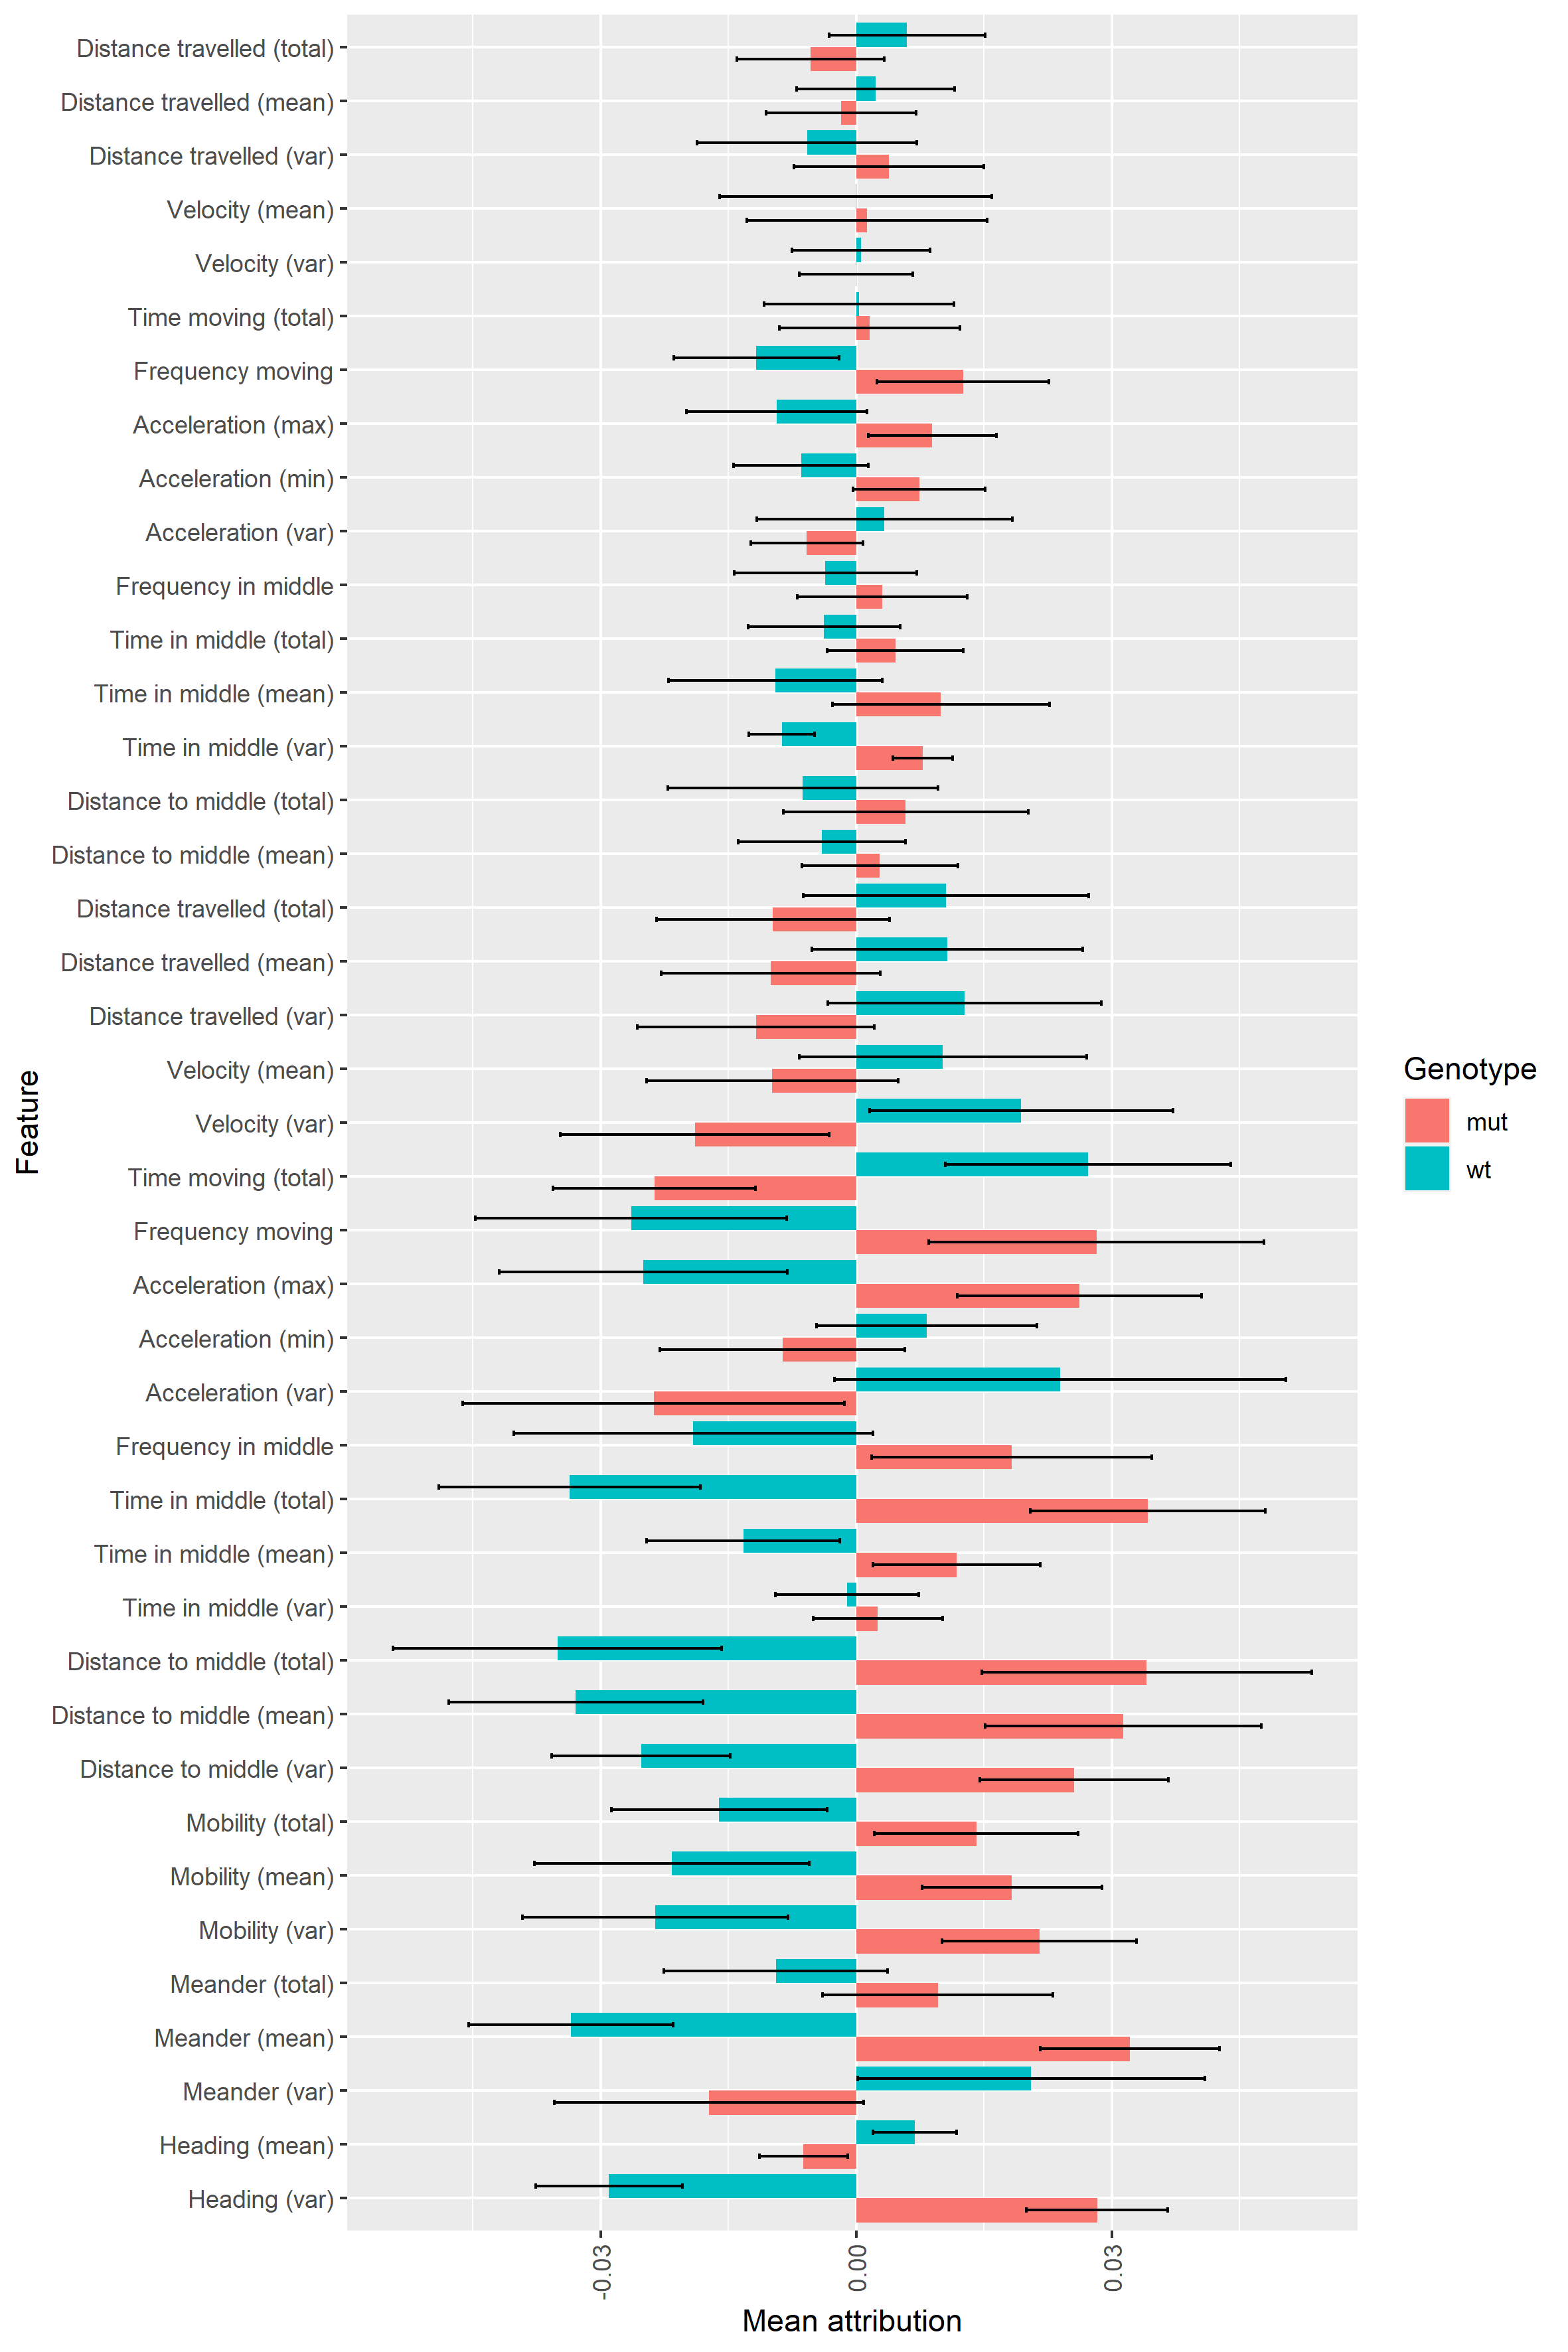 Distance travelled (total)
Distance travelled (mean)
Distance travelled (var)
Velocity (mean)
Velocity (var)
Time moving (total)
Frequency moving
Acceleration (max)
Acceleration (min)
Acceleration (var)
Frequency in middle
Time in middle (total)
Time in middle (mean)
Time in middle (var)
Distance to middle (total)
Distance to middle (mean)
Distance travelled (total)
Distance travelled (mean)
Distance travelled (var)
Velocity (mean)
Velocity (var)
Time moving (total)
Frequency moving
Acceleration (max)
Acceleration (min)
Acceleration (var)
Frequency in middle
Time in middle (total)
Time in middle (mean)
Time in middle (var)
Distance to middle (total)
Distance to middle (mean)
Distance to middle (var)
Mobility (total)
Mobility (mean)
Mobility (var)
Meander (total)
Meander (mean)
Meander (var)
Heading (mean)
Heading (var)
Feature
-0.03
0.00
0.03
Mean attribution
Genotype
mut
wt